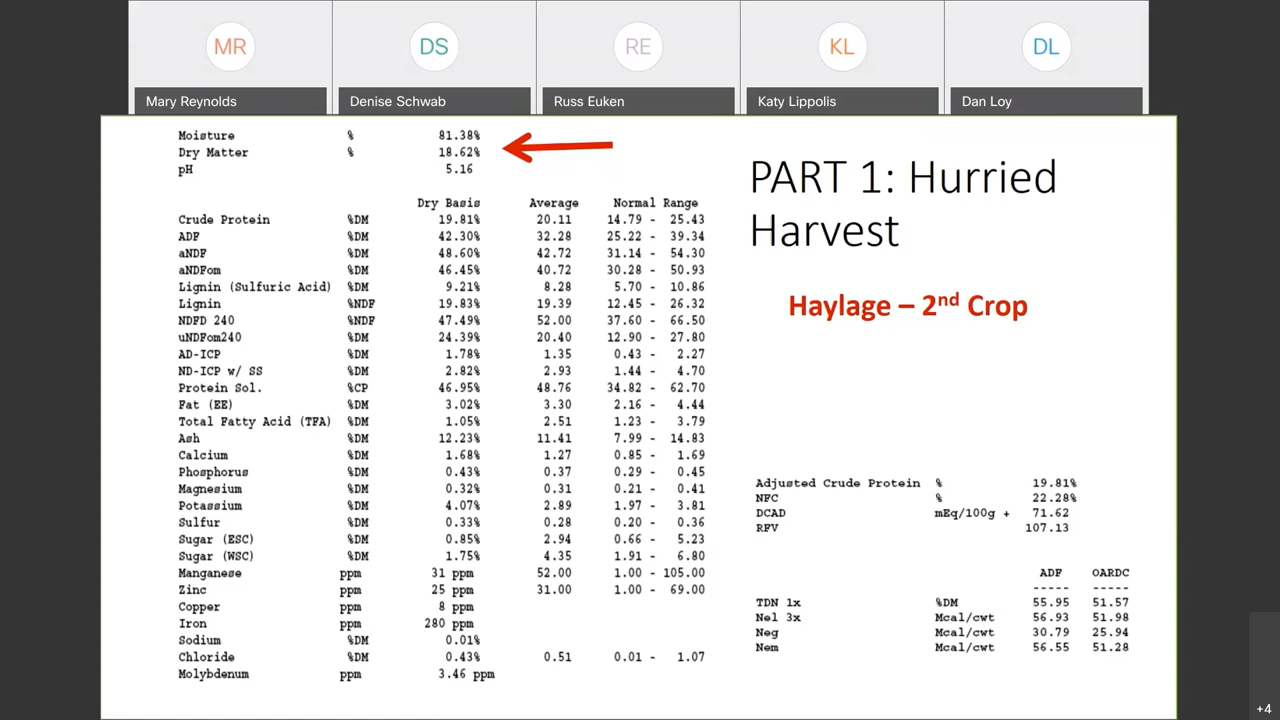 MR DS RE KL DL
Mary Reynolds Denise Schwab Russ Euken Katy Lippolis Dan Loy
Moisture % 81.38%
Dry Matter % 18.62%
pH 5.16
Dry Basis Average Normal Range
Crude Protein %DM 19.81% 20.11 14.79 - 25.43
ADF %DM 42.30% 32.28 25.22 - 39.34
aNDF %DM 48.60% 42.72 31.14 - 54.30
aNDFom %DM 46.45% 40.72 30.28 - 50.93
Lignin (Sulfuric Acid) %DM 9.21% 8.28 5.70 - 10.86
Lignin %NDF 19.83% 19.39 12.45 - 26.32
NDFD 240 %NDF 47.49% 52.00 37.60 - 66.50
uNDFom240 %DM 24.39% 20.40 12.90 - 27.80
AD-ICP %DM 1.78% 1.35 0.43 - 2.27
ND-ICP w/ SS %DM 2.82% 2.93 1.44 - 4.70
Protein Sol. %CP 46.95% 48.76 34.82 - 62.70
Fat (EE) %DM 3.02% 3.30 2.16 - 4.44
Total Fatty Acid (TFA) %DM 1.05% 2.51 1.23 - 3.79
Ash %DM 12.23% 11.41 7.99 - 14.83
Calcium %DM 1.68% 1.27 0.85 - 1.69
Phosphorus %DM 0.43% 0.37 0.29 - 0.45
Magnesium %DM 0.32% 0.31 0.21 - 0.41
Potassium %DM 4.07% 2.89 1.97 - 3.81
Sulfur %DM 0.33% 0.28 0.20 - 0.36
Sugar (ESC) %DM 0.85% 2.94 0.66 - 5.23
Sugar (WSC) %DM 1.75% 4.35 1.91 - 6.80
Manganese ppm 31 ppm 52.00 1.00 - 105.00
Zinc ppm 25 ppm 31.00 1.00 - 69.00
Copper ppm 8 ppm
Iron ppm 280 ppm
Sodium %DM 0.01%
Chloride %DM 0.43% 0.51 0.01 - 1.07
Molybdenum ppm 3.46 ppm
PART 1: Hurried
Harvest
Haylage – 2nd Crop
Adjusted Crude Protein % 19.81%
NFC % 22.28%
DCAD mEq/100g + 71.62
RFV 107.13
ADF OARDC
----- -----
TDN 1x %DM 55.95 51.57
Nel 3x Mcal/cwt 56.93 51.98
Neg Mcal/cwt 30.79 25.94
Nem Mcal/cwt 56.55 51.28
+4